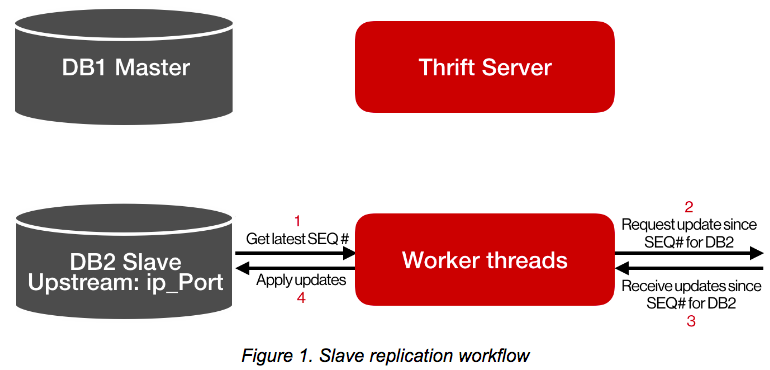 DB1 Master
Thrift Server
1
Get latest SEQ #
2
Request update since
SEQ# for DB2
DB2 Slave
Upstream: ip_Port
Worker threads
Apply updates
4
Receive updates since
SEQ# for DB2
3
Figure 1. Slave replication workflow